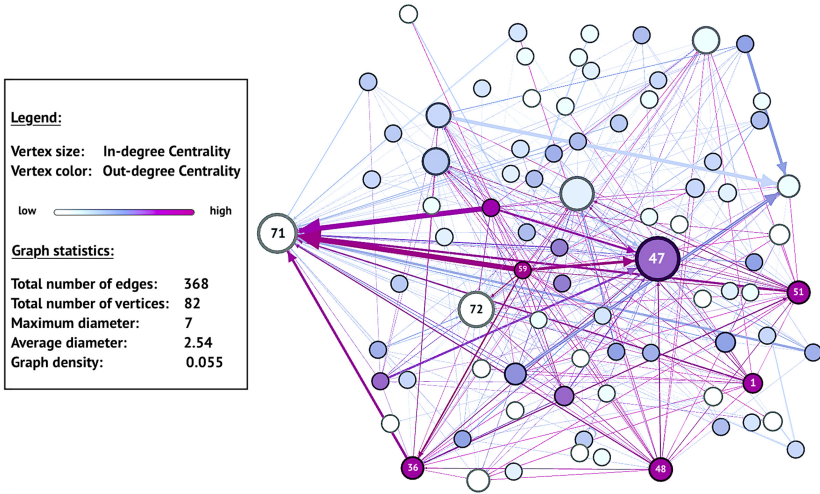 Legend:
Vertex size: In-degree Centrality
Vertex color: Out-degree Centrality
low high
Graph statistics:
Total number of edges: 368
Total number of vertices: 82
Maximum diameter: 7
Average diameter: 2.54
Graph density: 0.055
71
47
59
51
72
1
36
48